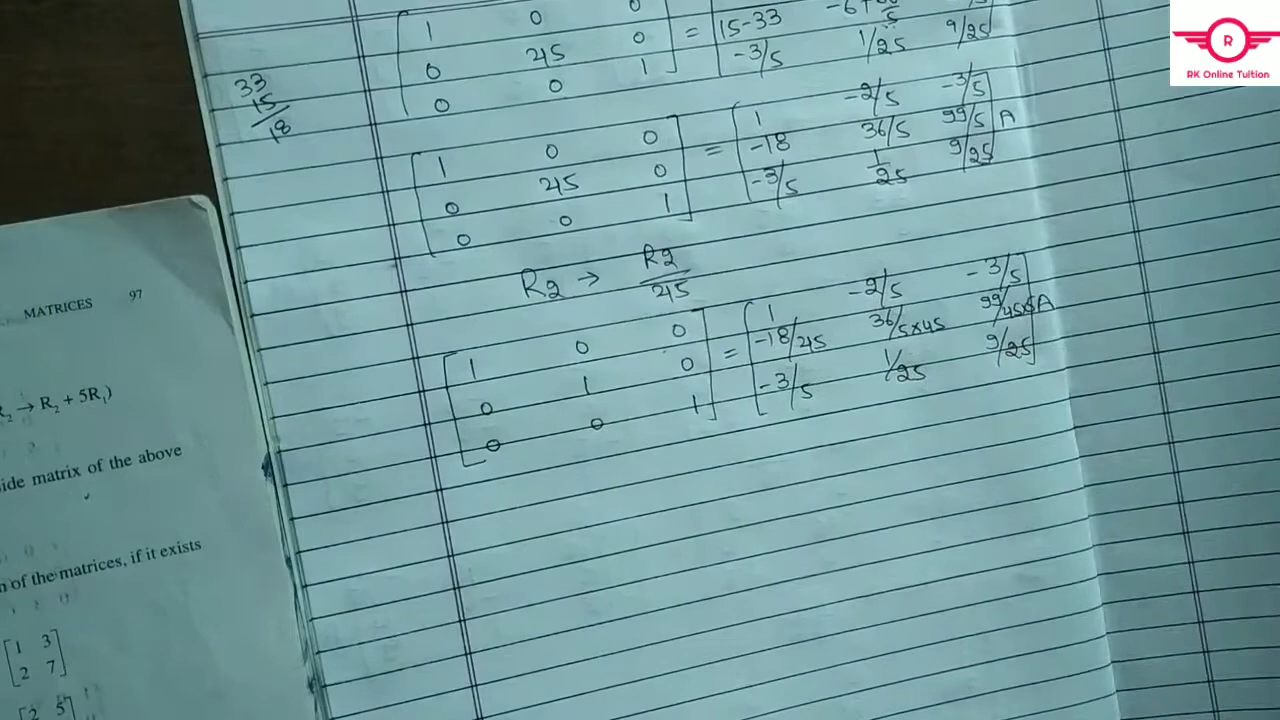 R
RK Online Tuition
33
15/
18
1 0 0
0 45 0 = 15-33
0 0 1 -3/5 1/25 9/25
1 0 0 1 -2/5 -3/5
0 45 0 = -18 36/5 99/5 A
0 0 1 -3/5 1/25 9/25
R2 → R2/45
1 0 0 1 -2/5 -3/5
0 1 0 = -18/45 36/5×45 99/45×5 A
0 0 1 -3/5 1/25 9/25
MATRICES 97
R2 → R2 + 5R1)
side matrix of the above
of the matrices, if it exists
1 3
2 7
2 5